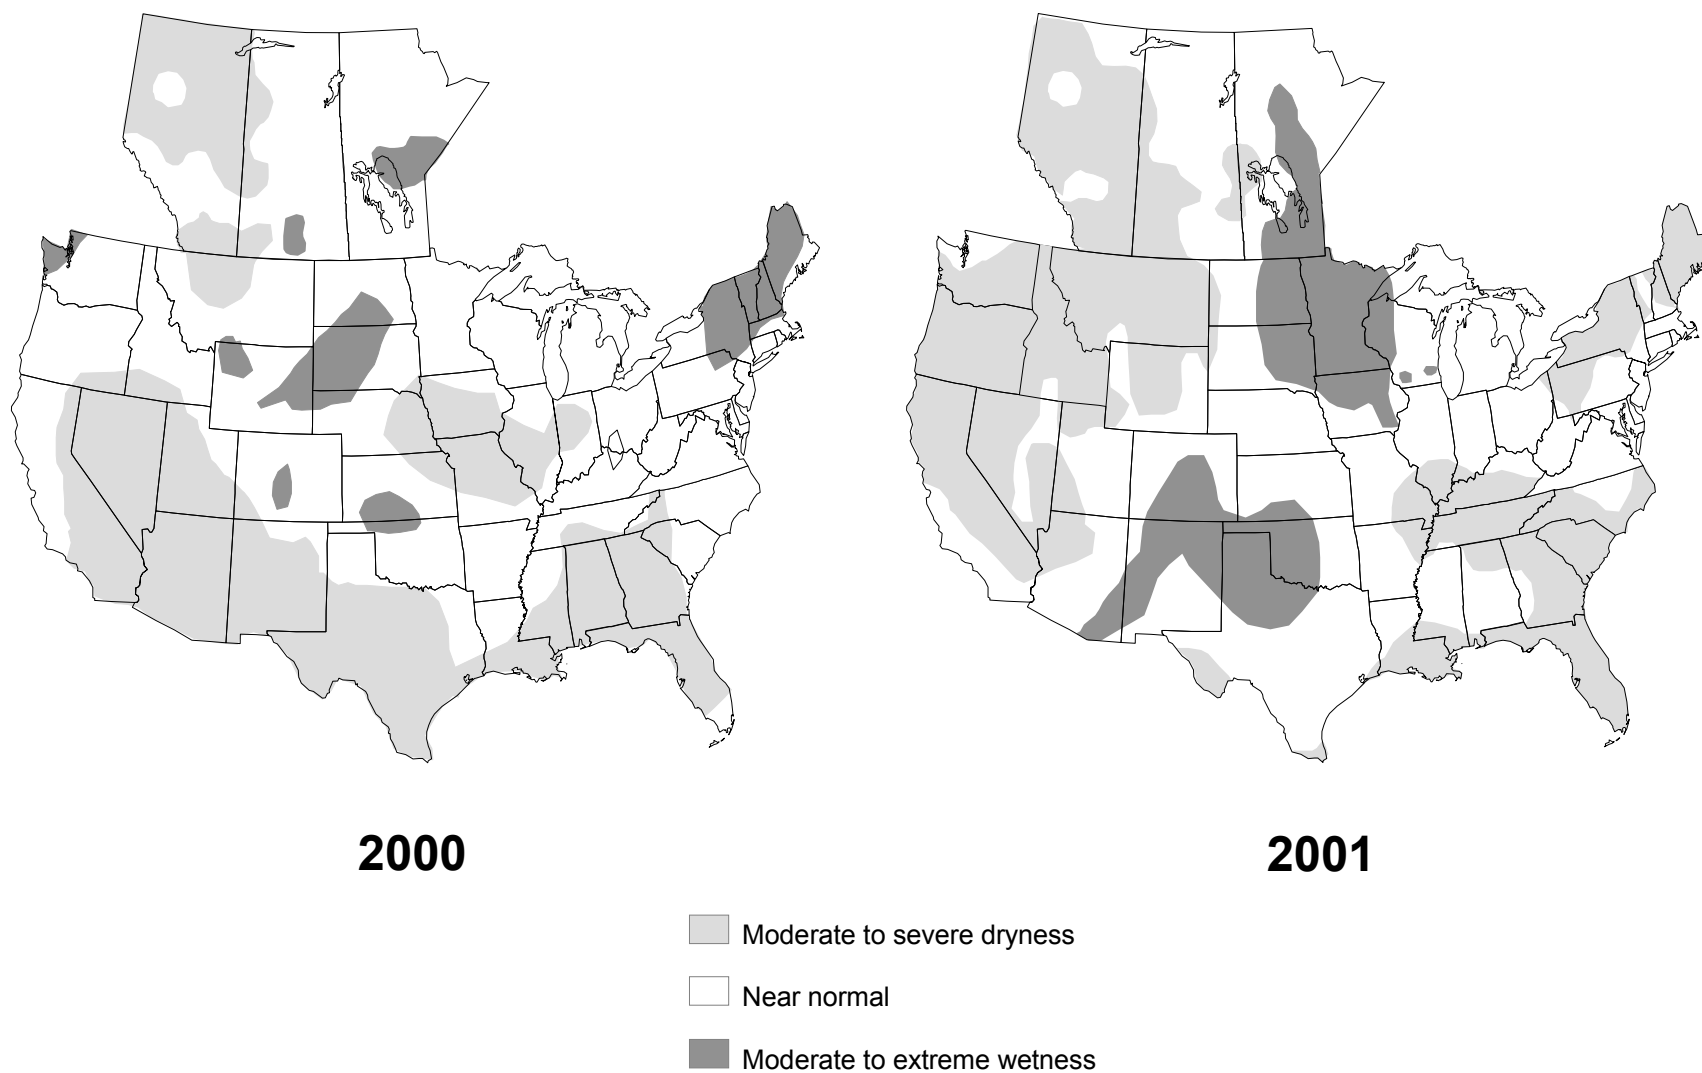 2000
2001
Moderate to severe dryness
Near normal
Moderate to extreme wetness